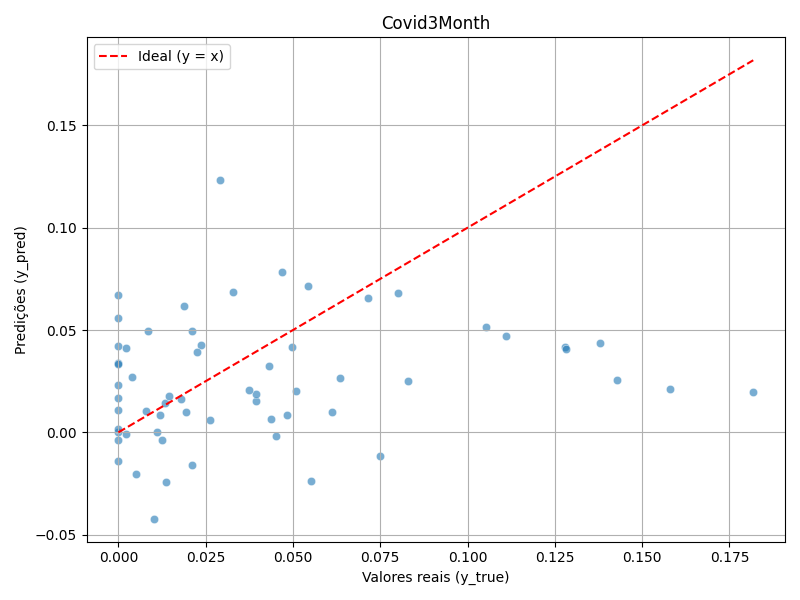 Covid3Month
Ideal (y = x)
Predições (y_pred)
0.15
0.10
0.05
0.00
−0.05
0.000 0.025 0.050 0.075 0.100 0.125 0.150 0.175
Valores reais (y_true)